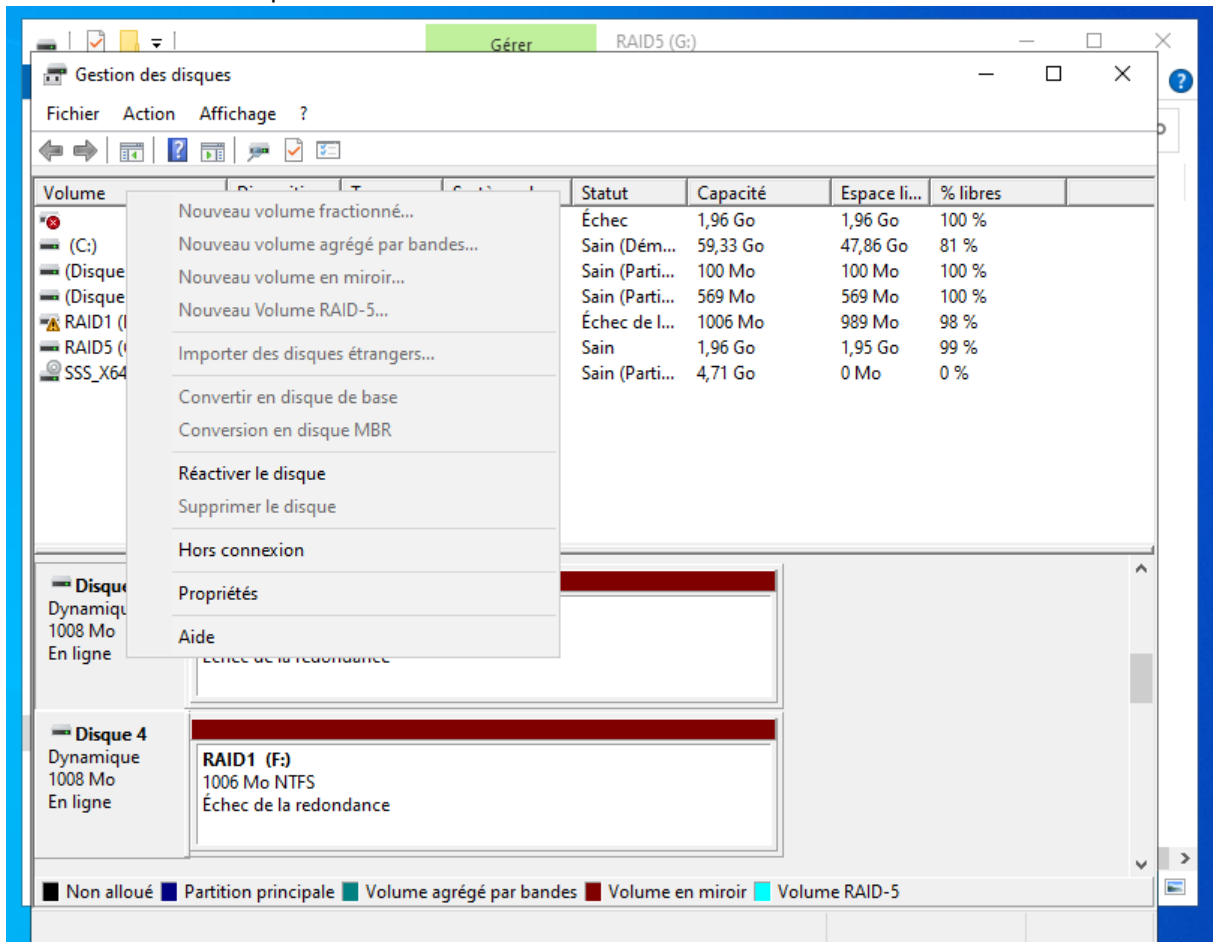 Gérer
RAID5 (G:)
Gestion des disques
Fichier Action Affichage ?
Volume Statut Capacité Espace li... % libres
Échec 1,96 Go 1,96 Go 100 %
(C:) Sain (Dém... 59,33 Go 47,86 Go 81 %
(Disque Sain (Parti... 100 Mo 100 Mo 100 %
(Disque Sain (Parti... 569 Mo 569 Mo 100 %
RAID1 ( Échec de l... 1006 Mo 989 Mo 98 %
RAID5 ( Sain 1,96 Go 1,95 Go 99 %
SSS_X64 Sain (Parti... 4,71 Go 0 Mo 0 %
Nouveau volume fractionné...
Nouveau volume agrégé par bandes...
Nouveau volume en miroir...
Nouveau Volume RAID-5...
Importer des disques étrangers...
Convertir en disque de base
Conversion en disque MBR
Réactiver le disque
Supprimer le disque
Hors connexion
Propriétés
Aide
Disque
Dynamiqu
1008 Mo
En ligne
Échec de la redondance
Disque 4
Dynamique
1008 Mo
En ligne
RAID1 (F:)
1006 Mo NTFS
Échec de la redondance
Non alloué Partition principale Volume agrégé par bandes Volume en miroir Volume RAID-5